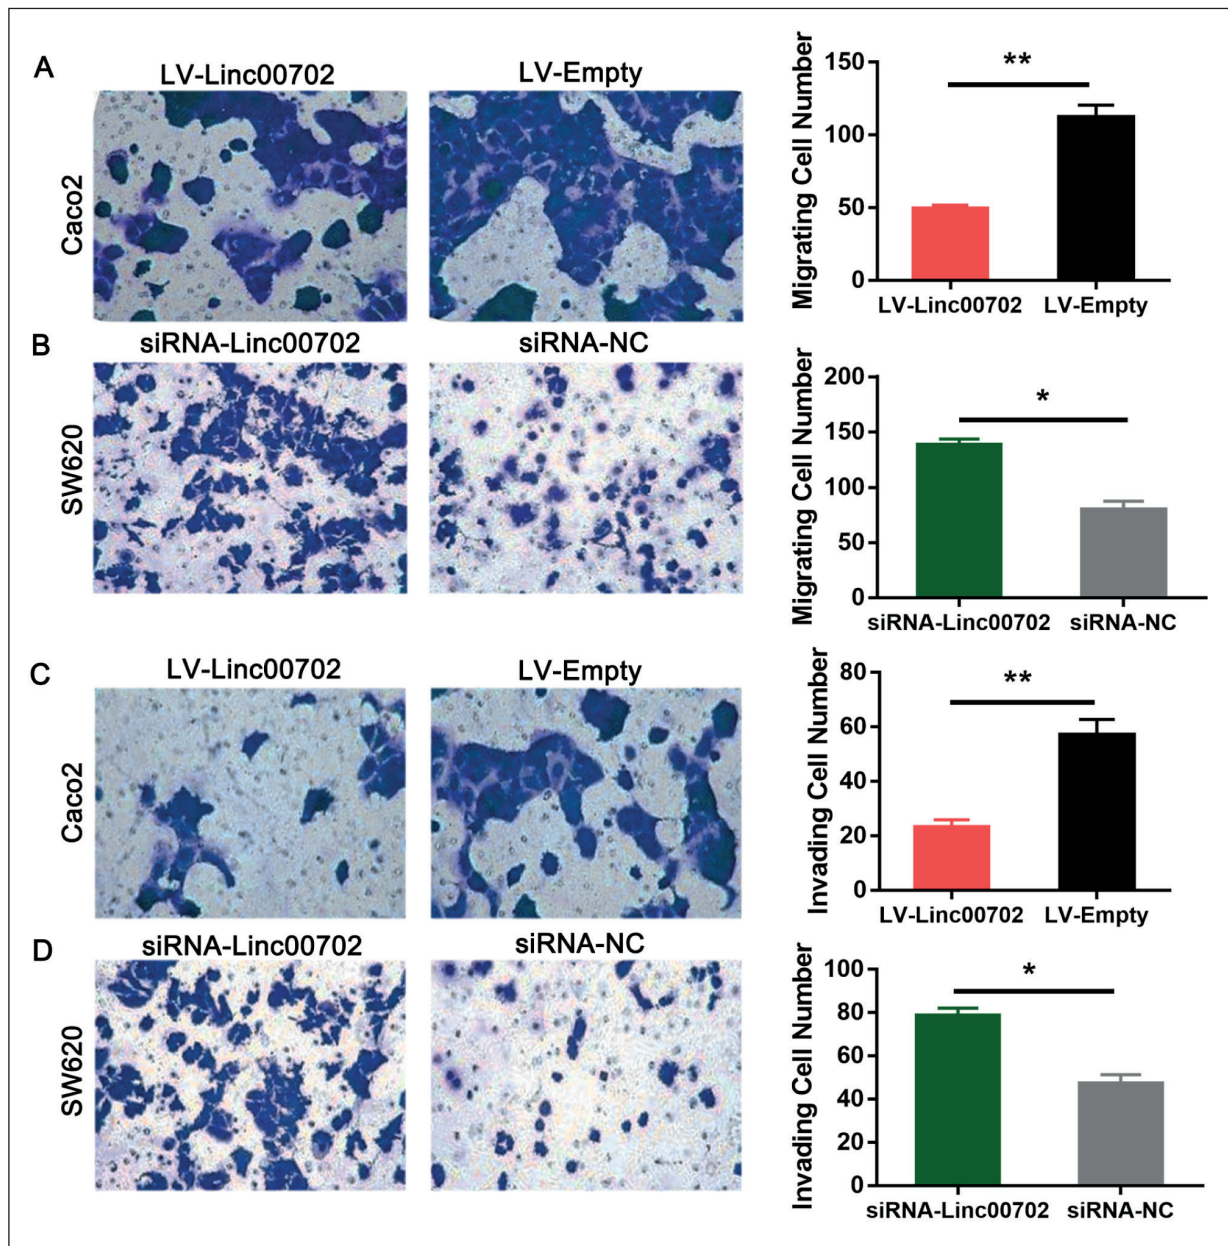 A
LV-Linc00702
LV-Empty
Caco2
Migrating Cell Number
150
100
50
0
**
LV-Linc00702
LV-Empty
B
siRNA-Linc00702
siRNA-NC
SW620
Migrating Cell Number
200
150
100
50
0
*
siRNA-Linc00702
siRNA-NC
C
LV-Linc00702
LV-Empty
Caco2
Invading Cell Number
80
60
40
20
0
**
LV-Linc00702
LV-Empty
D
siRNA-Linc00702
siRNA-NC
SW620
Invading Cell Number
100
80
60
40
20
0
*
siRNA-Linc00702
siRNA-NC